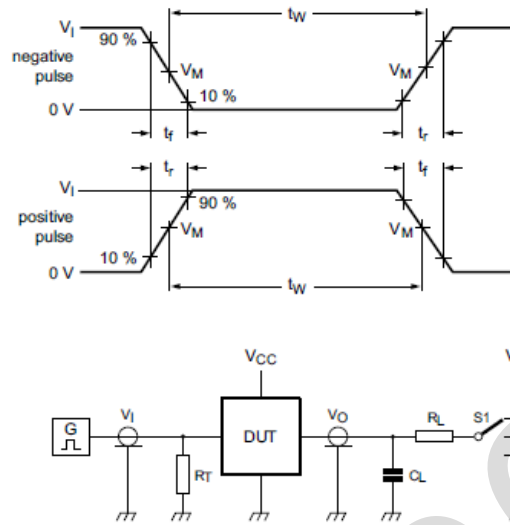 tW
VI
90 %
negative
pulse
VM
VM
10 %
0 V
tf
tr
tr
tf
VI
90 %
positive
pulse
VM
VM
10 %
0 V
tW
VCC
V
G
VI
DUT
VO
RL
S1
RT
CL